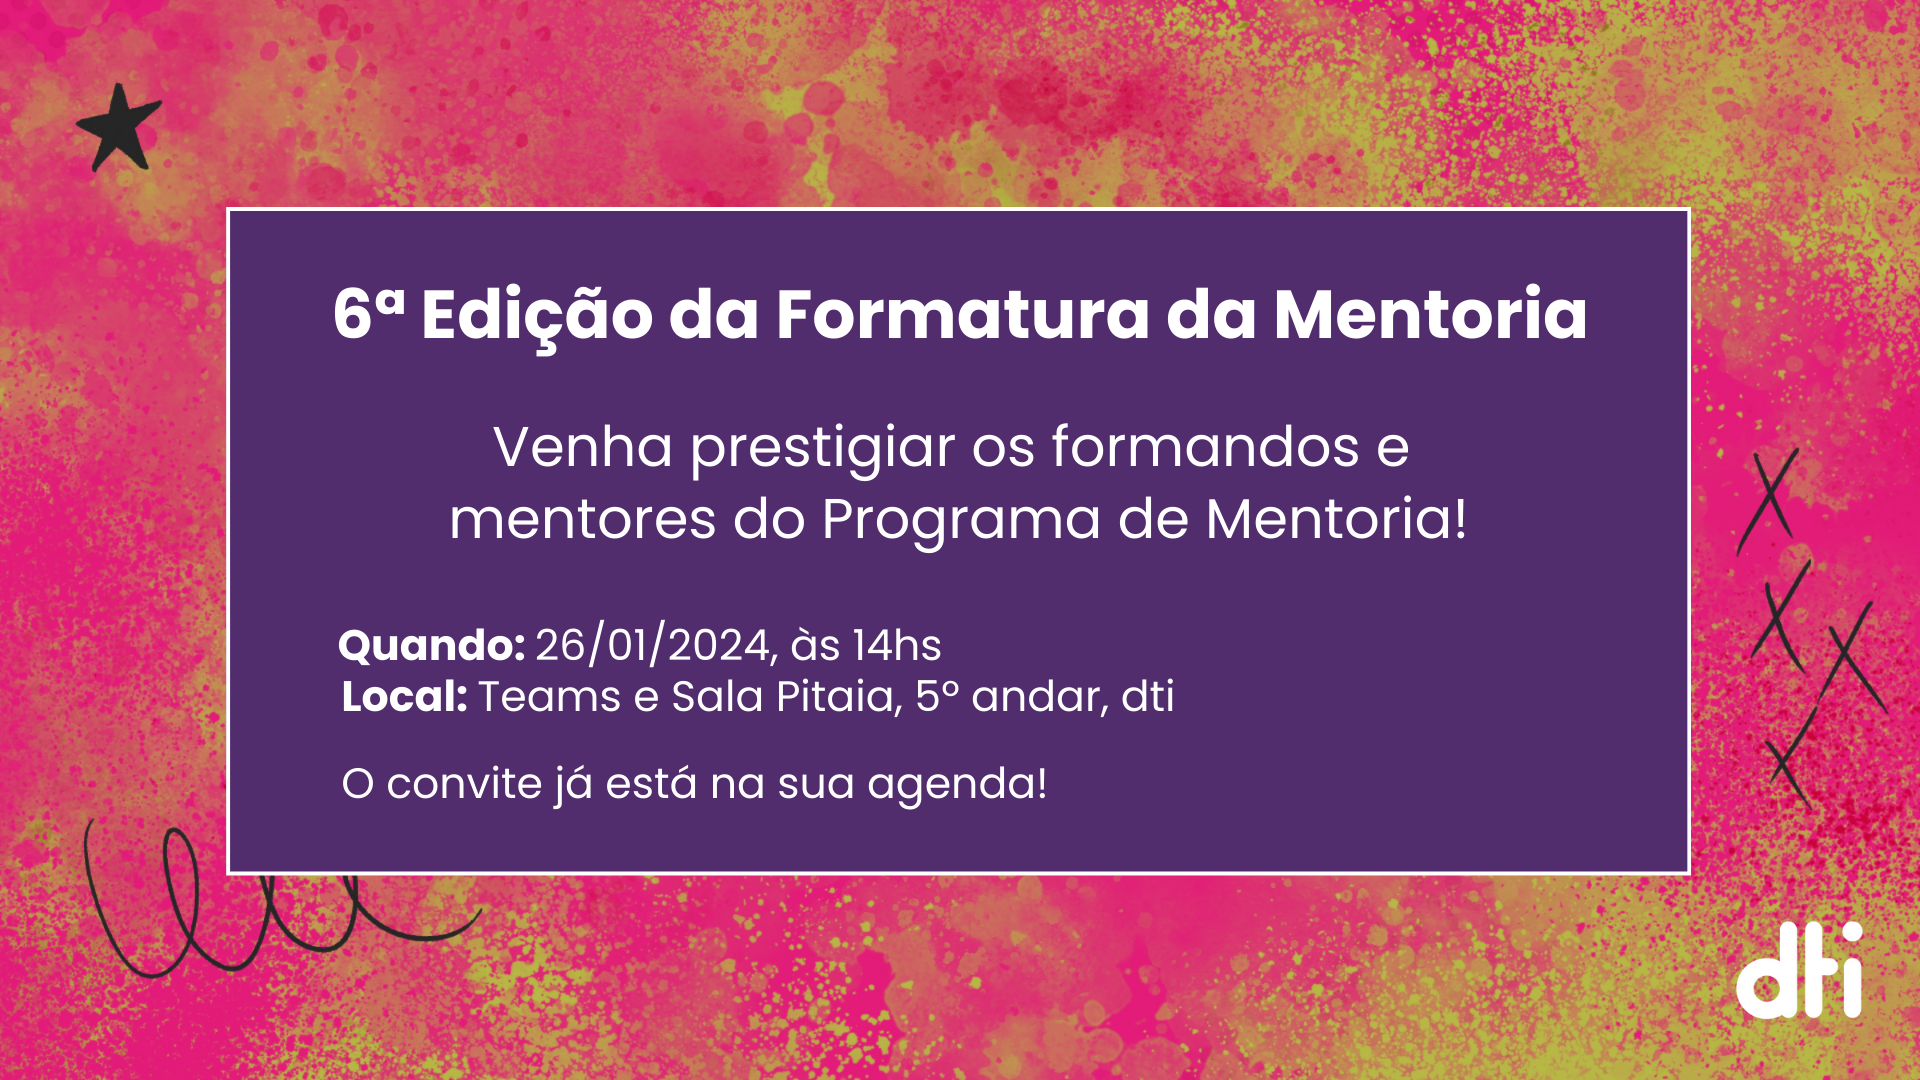 6ª Edição da Formatura da Mentoria
Venha prestigiar os formandos e
mentores do Programa de Mentoria!
Quando: 26/01/2024, às 14hs
Local: Teams e Sala Pitaia, 5º andar, dti
O convite já está na sua agenda!
dti